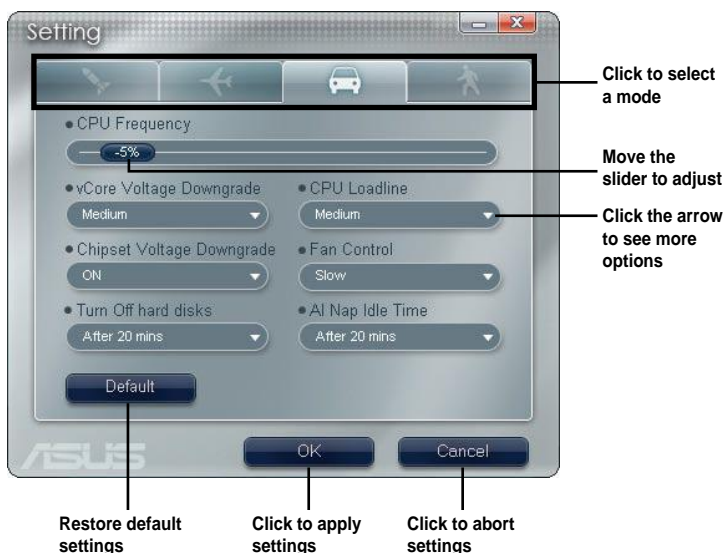 Setting
Click to select
a mode
CPU Frequency
-5%
Move the
slider to adjust
vCore Voltage Downgrade
CPU Loadline
Medium
Medium
Click the arrow
to see more
options
Chipset Voltage Downgrade
Fan Control
ON
Slow
Turn Off hard disks
AI Nap Idle Time
After 20 mins
After 20 mins
Default
ASUS
OK
Cancel
Restore default
settings
Click to apply
settings
Click to abort
settings